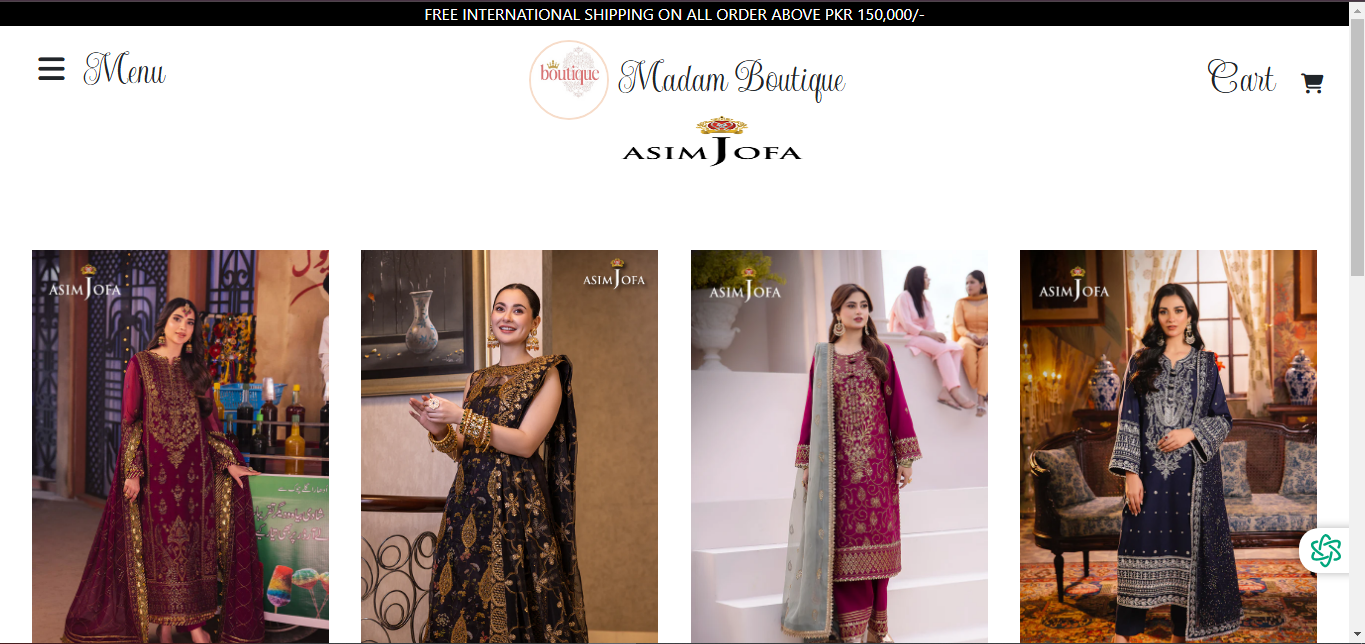 FREE INTERNATIONAL SHIPPING ON ALL ORDER ABOVE PKR 150,000/-
Menu
boutique
Madam Boutique
Cart
ASIM JOFA
ASIM JOFA
ASIM JOFA
ASIM JOFA
ASIM JOFA